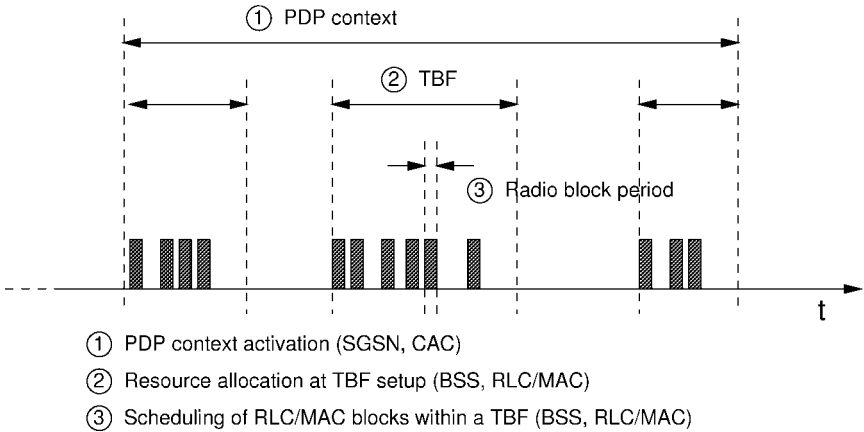 ① PDP context
② TBF
③ Radio block period
t
① PDP context activation (SGSN, CAC)
② Resource allocation at TBF setup (BSS, RLC/MAC)
③ Scheduling of RLC/MAC blocks within a TBF (BSS, RLC/MAC)